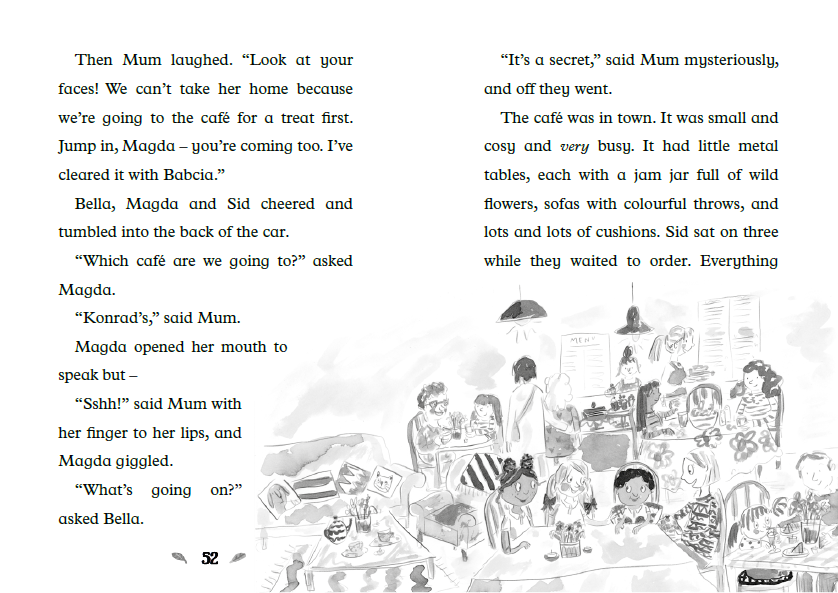 Then Mum laughed. “Look at your
faces! We can’t take her home because
we’re going to the café for a treat first.
Jump in, Magda – you’re coming too. I’ve
cleared it with Babcia.”
Bella, Magda and Sid cheered and
tumbled into the back of the car.
“Which café are we going to?” asked
Magda.
“Konrad’s,” said Mum.
Magda opened her mouth to
speak but –
“Sshh!” said Mum with
her finger to her lips, and
Magda giggled.
“What’s going on?”
asked Bella.
52
“It’s a secret,” said Mum mysteriously,
and off they went.
The café was in town. It was small and
cosy and very busy. It had little metal
tables, each with a jam jar full of wild
flowers, sofas with colourful throws, and
lots and lots of cushions. Sid sat on three
while they waited to order. Everything
MENU